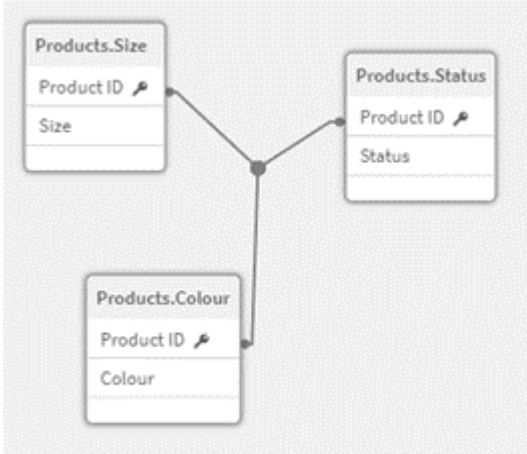 Products.Size
Product ID
Size
Products.Status
Product ID
Status
Products.Colour
Product ID
Colour